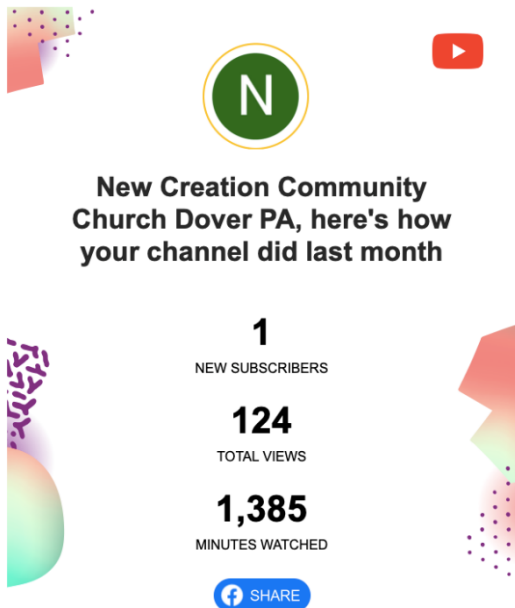 N
New Creation Community
Church Dover PA, here's how
your channel did last month
1
NEW SUBSCRIBERS
124
TOTAL VIEWS
1,385
MINUTES WATCHED
SHARE